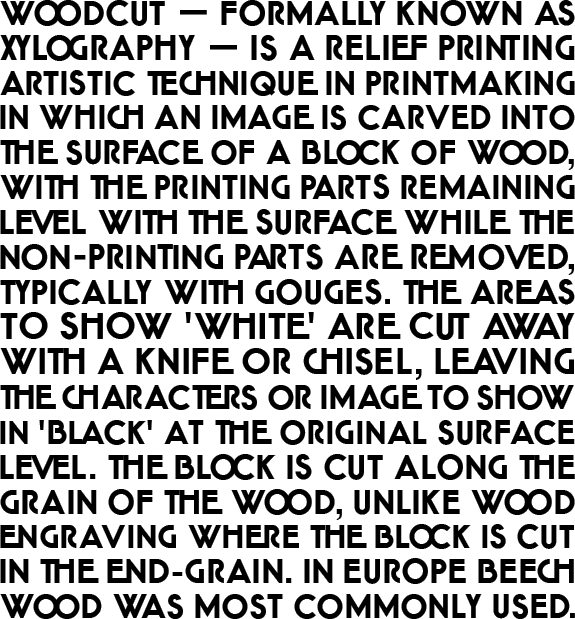 WOODCUT — FORMALLY KNOWN AS
XYLOGRAPHY — IS A RELIEF PRINTING
ARTISTIC TECHNIQUE IN PRINTMAKING
IN WHICH AN IMAGE IS CARVED INTO
THE SURFACE OF A BLOCK OF WOOD,
WITH THE PRINTING PARTS REMAINING
LEVEL WITH THE SURFACE WHILE THE
NON-PRINTING PARTS ARE REMOVED,
TYPICALLY WITH GOUGES. THE AREAS
TO SHOW 'WHITE' ARE CUT AWAY
WITH A KNIFE OR CHISEL, LEAVING
THE CHARACTERS OR IMAGE TO SHOW
IN 'BLACK' AT THE ORIGINAL SURFACE
LEVEL. THE BLOCK IS CUT ALONG THE
GRAIN OF THE WOOD, UNLIKE WOOD
ENGRAVING WHERE THE BLOCK IS CUT
IN THE END-GRAIN. IN EUROPE BEECH
WOOD WAS MOST COMMONLY USED.